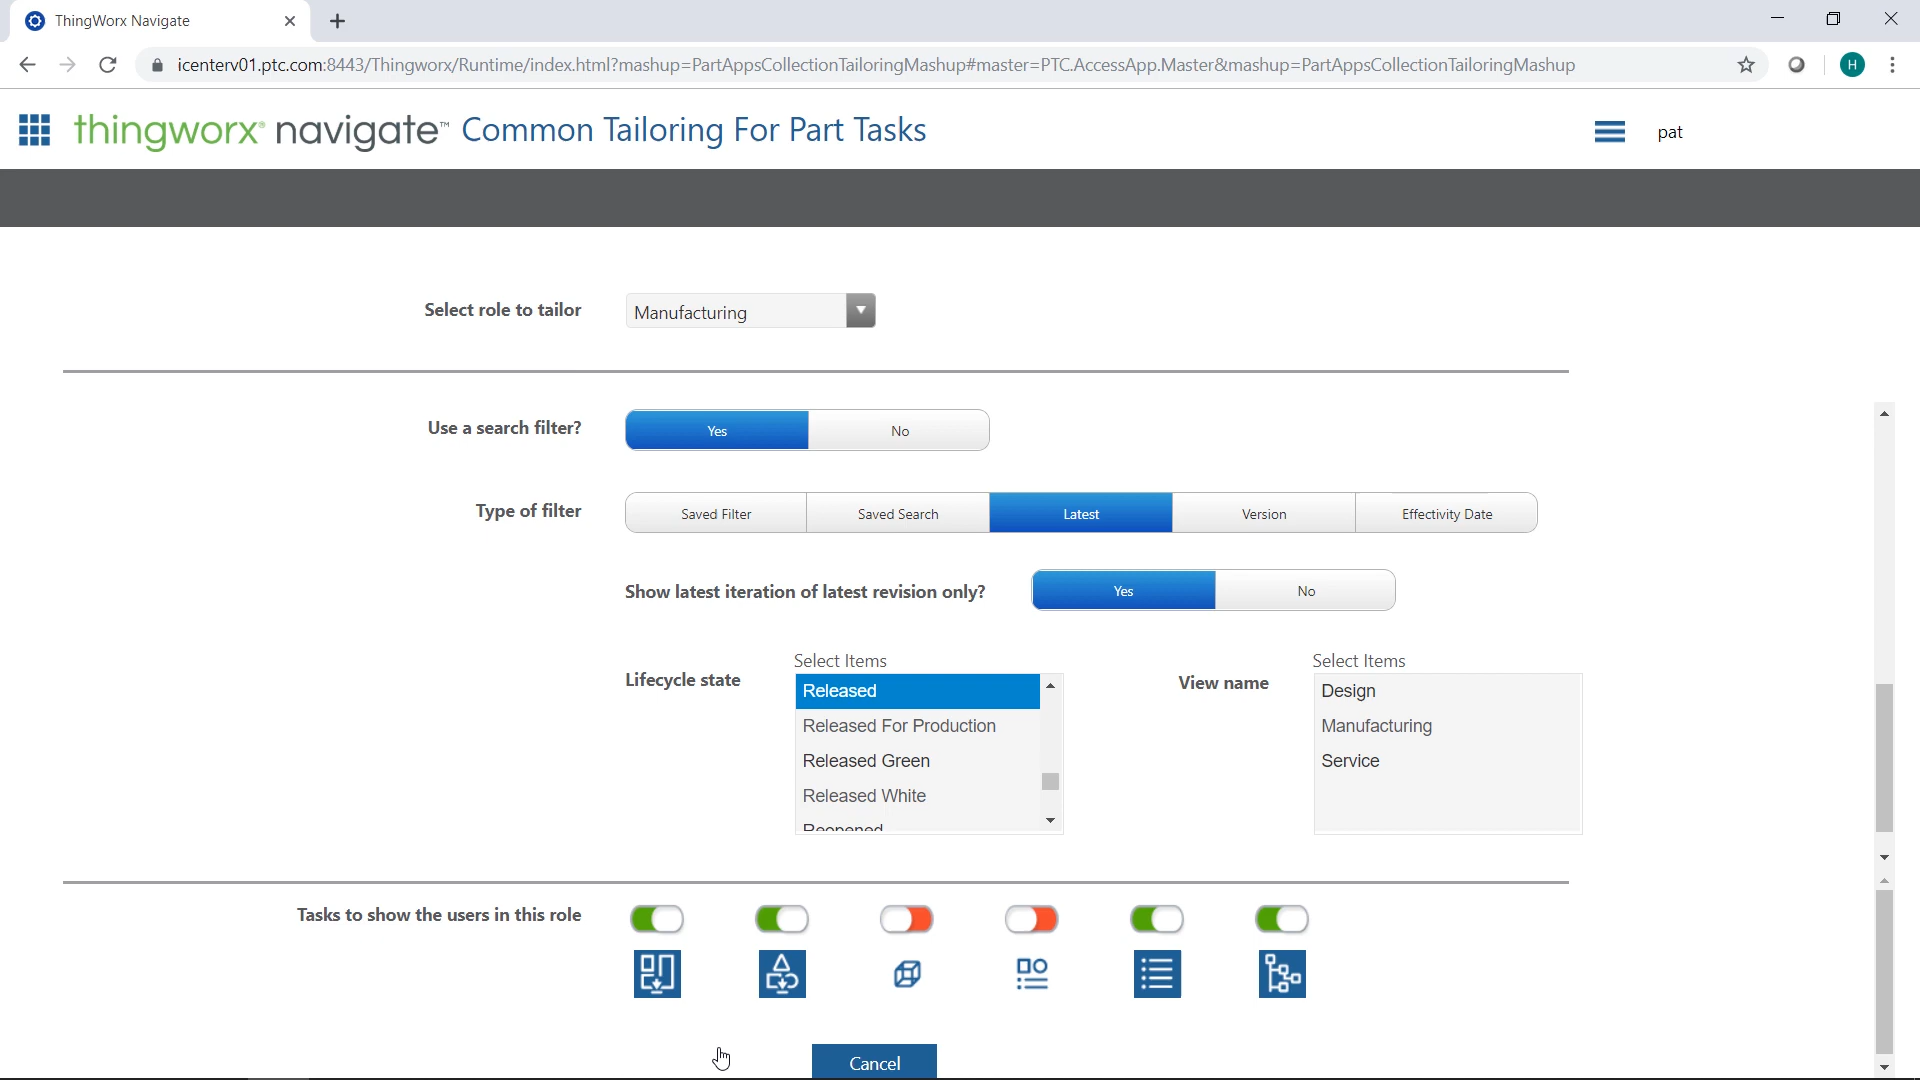 ThingWorx Navigate
icenterv01.ptc.com:8443/Thingworx/Runtime/index.html?mashup=PartAppsCollectionTailoringMashup#master=PTC.AccessApp.Master&mashup=PartAppsCollectionTailoringMashup
H
thingworx® navigate™ Common Tailoring For Part Tasks
pat
Select role to tailor
Manufacturing
Use a search filter?
Yes
No
Type of filter
Saved Filter
Saved Search
Latest
Version
Effectivity Date
Show latest iteration of latest revision only?
Yes
No
Lifecycle state
Select Items
Released
Released For Production
Released Green
Released White
Reopened
View name
Select Items
Design
Manufacturing
Service
Tasks to show the users in this role
Cancel